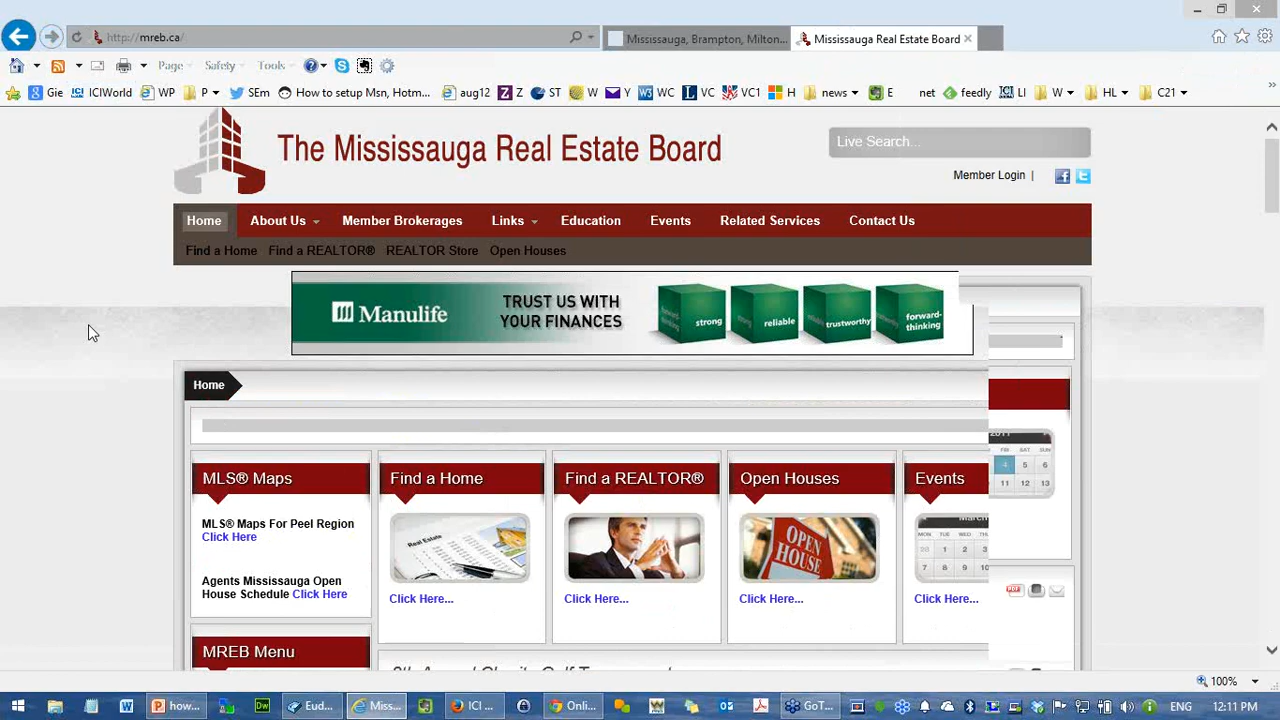 http://mreb.ca/
Mississauga, Brampton, Milton...
Mississauga Real Estate Board
Page
Safety
Tools
Gie
ICIWorld
WP
P
SEm
How to setup Msn, Hotm...
aug12
Z
ST
W
Y
WC
VC
VC1
H
news
E
net
feedly
LI
W
HL
C21
The Mississauga Real Estate Board
Live Search...
Member Login |
Home
About Us
Member Brokerages
Links
Education
Events
Related Services
Contact Us
Find a Home
Find a REALTOR®
REALTOR Store
Open Houses
Manulife
TRUST US WITH
YOUR FINANCES
strong
reliable
trustworthy
forward-
thinking
Home
MLS® Maps
Find a Home
Find a REALTOR®
Open Houses
Events
MLS® Maps For Peel Region
Click Here
Agents Mississauga Open
House Schedule Click Here
Real Estate
OPEN
HOUSE
MON TUE WED
1 2 3
7 8 9 10
FRI SAT SUN
4 5 6
11 12 13
Click Here...
Click Here...
Click Here...
Click Here...
MREB Menu
100%
how...
Eud...
Miss...
ICI ...
Onli...
GoT...
ENG
12:11 PM